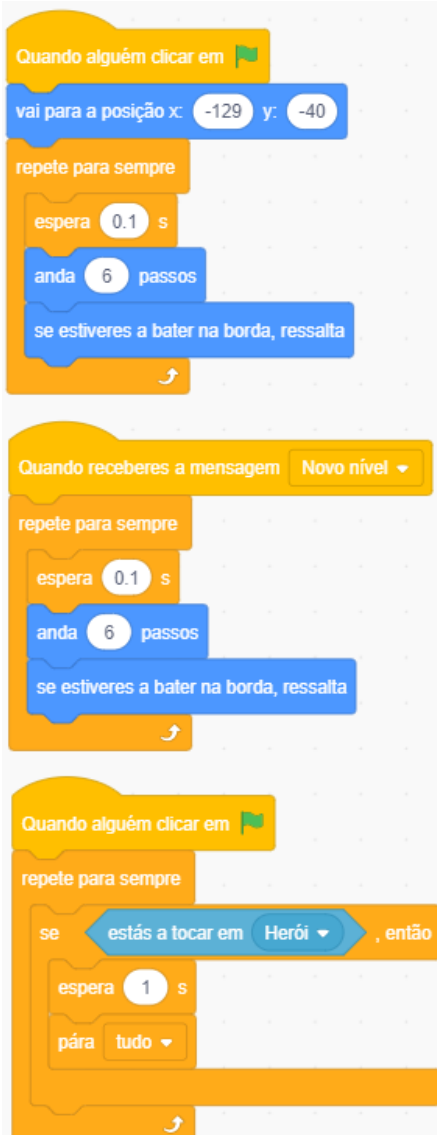 Quando alguém clicar em
vai para a posição x: -129 y: -40
repete para sempre
espera 0.1 s
anda 6 passos
se estiveres a bater na borda, ressalta
Quando receberes a mensagem Novo nível
repete para sempre
espera 0.1 s
anda 6 passos
se estiveres a bater na borda, ressalta
Quando alguém clicar em
repete para sempre
se estás a tocar em Herói , então
espera 1 s
pára tudo